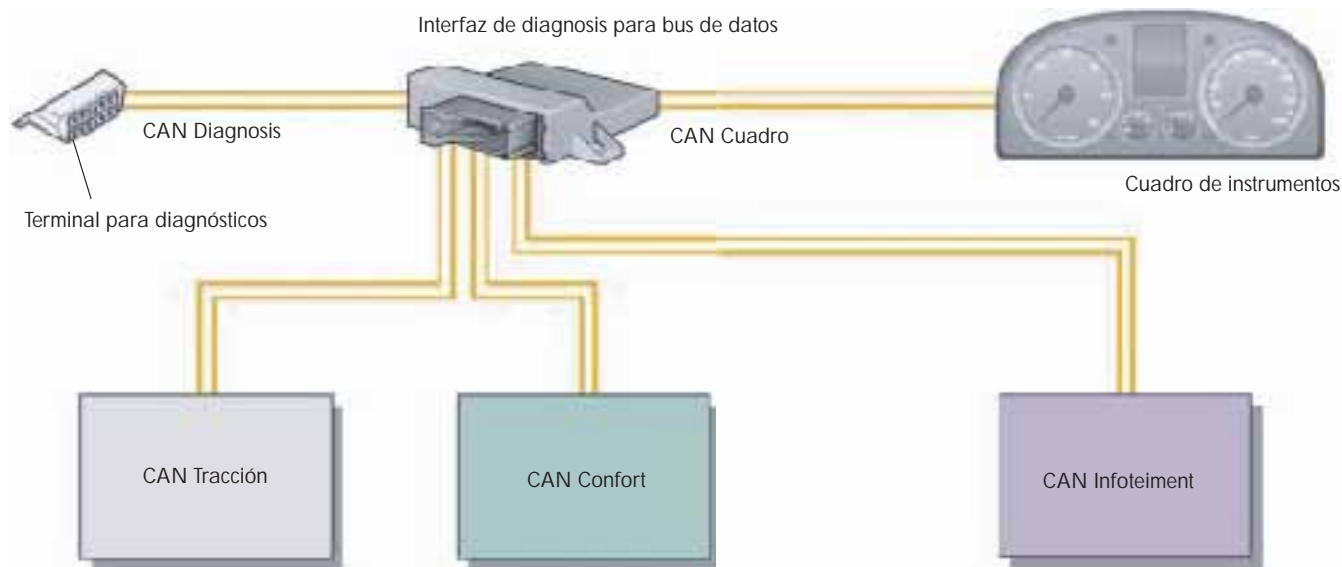 Interfaz de diagnosis para bus de datos
CAN Diagnosis
CAN Cuadro
Cuadro de instrumentos
Terminal para diagnósticos
CAN Tracción
CAN Confort
CAN Infoteiment